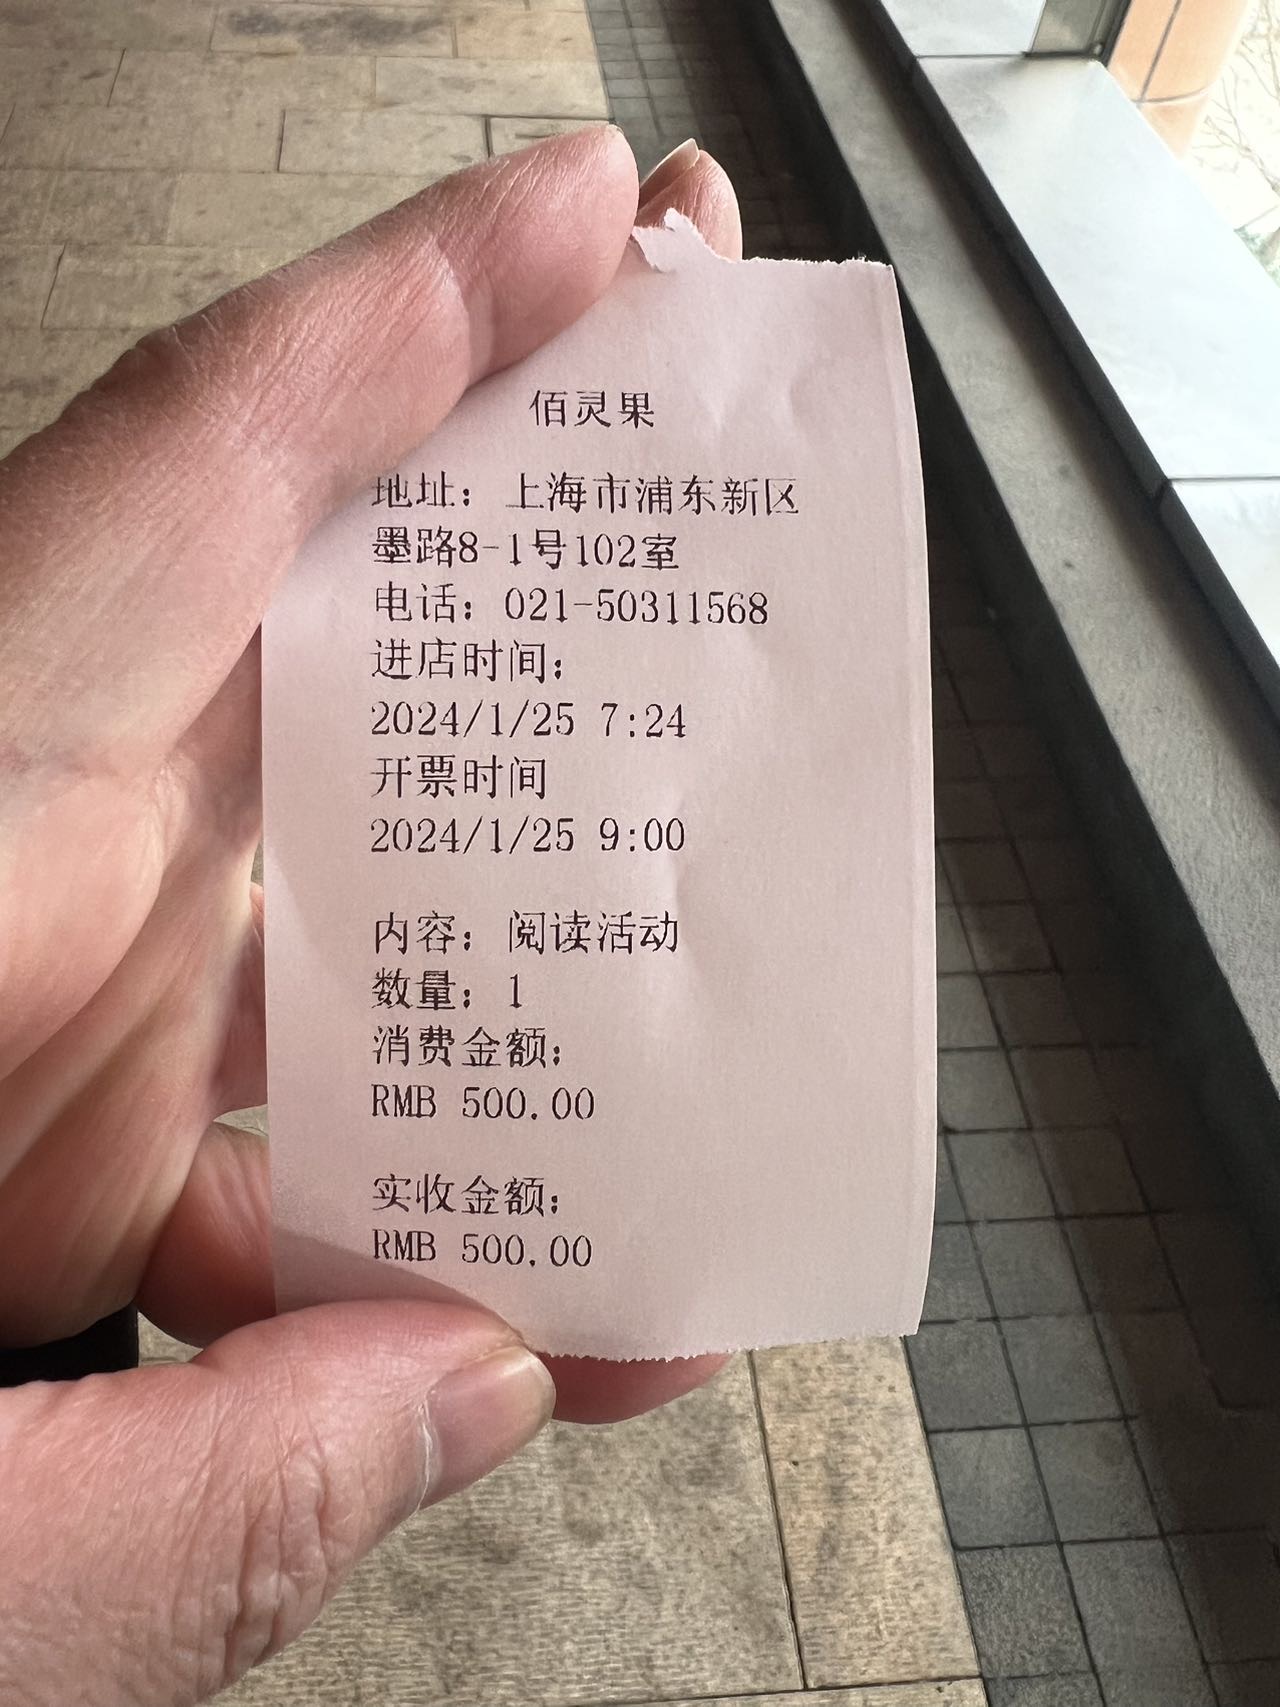 佰灵果
地址：上海市浦东新区
墨路8-1号102室
电话：021-50311568
进店时间：
2024/1/25 7:24
开票时间
2024/1/25 9:00
内容：阅读活动
数量：1
消费金额：
RMB 500.00
实收金额：
RMB 500.00